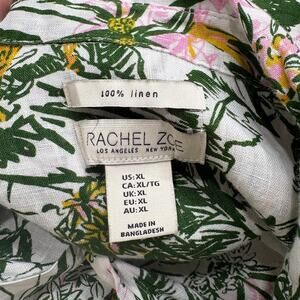 100% linen
RACHEL ZOE
LOS ANGELES NEW YORK
US:XL
CA:XL/TG
UK:XL
EU:XL
AU:XL
MADE IN
BANGLADESH